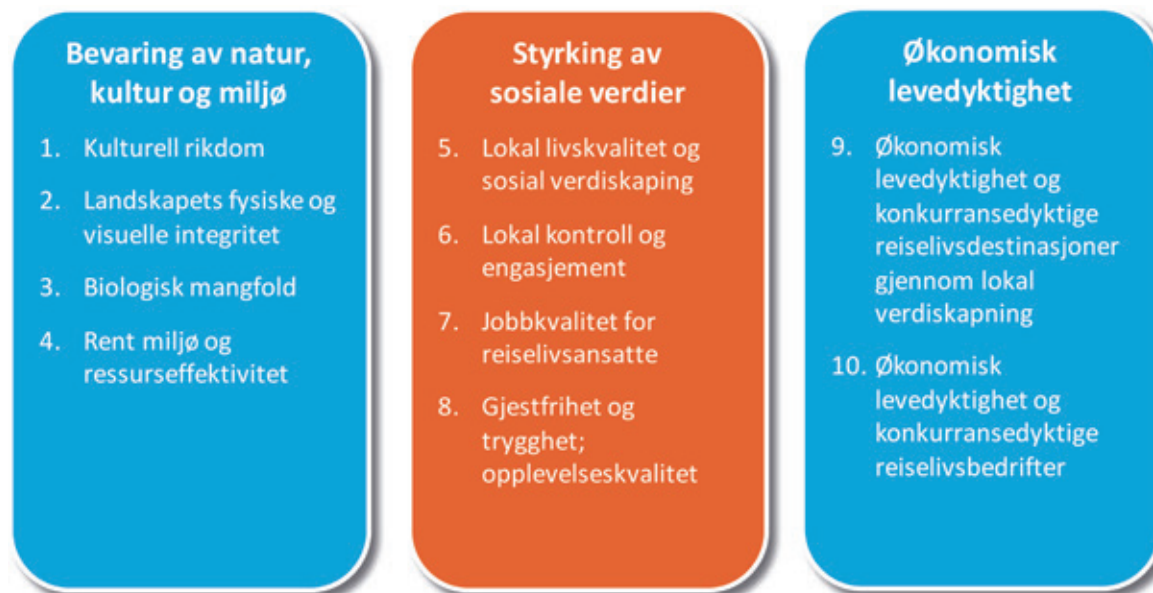 Bevaring av natur,
kultur og miljø
1. Kulturell rikdom
2. Landskapets fysiske og
visuelle integritet
3. Biologisk mangfold
4. Rent miljø og
ressurseffektivitet
Styrking av
sosiale verdier
5. Lokal livskvalitet og
sosial verdiskaping
6. Lokal kontroll og
engasjement
7. Jobbkvalitet for
reiselivsansatte
8. Gjestfrihet og
trygghet;
opplevelseskvalitet
Økonomisk
levedyktighet
9. Økonomisk
levedyktighet og
konkurransedyktige
reiselivsdestinasjoner
gjennom lokal
verdiskapning
10. Økonomisk
levedyktighet og
konkurransedyktige
reiselivsbedrifter